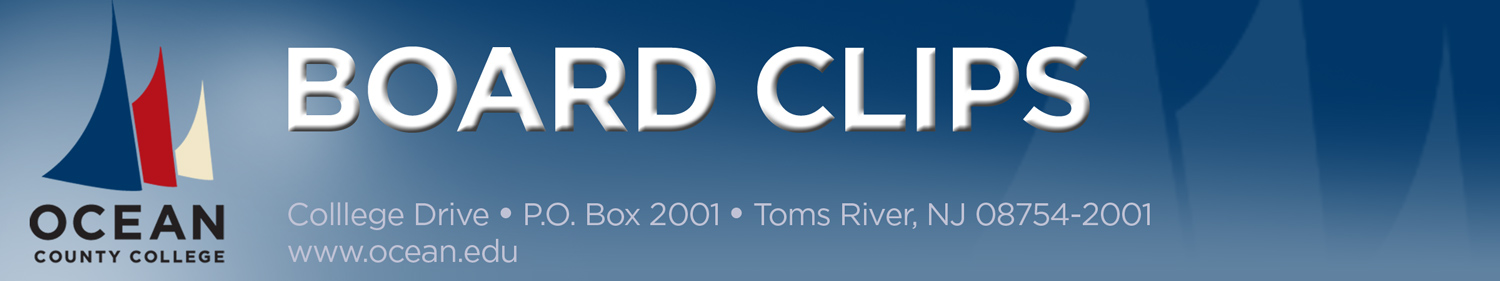 BOARD CLIPS
OCEAN
COUNTY COLLEGE
Colllege Drive • P.O. Box 2001 • Toms River, NJ 08754-2001
www.ocean.edu